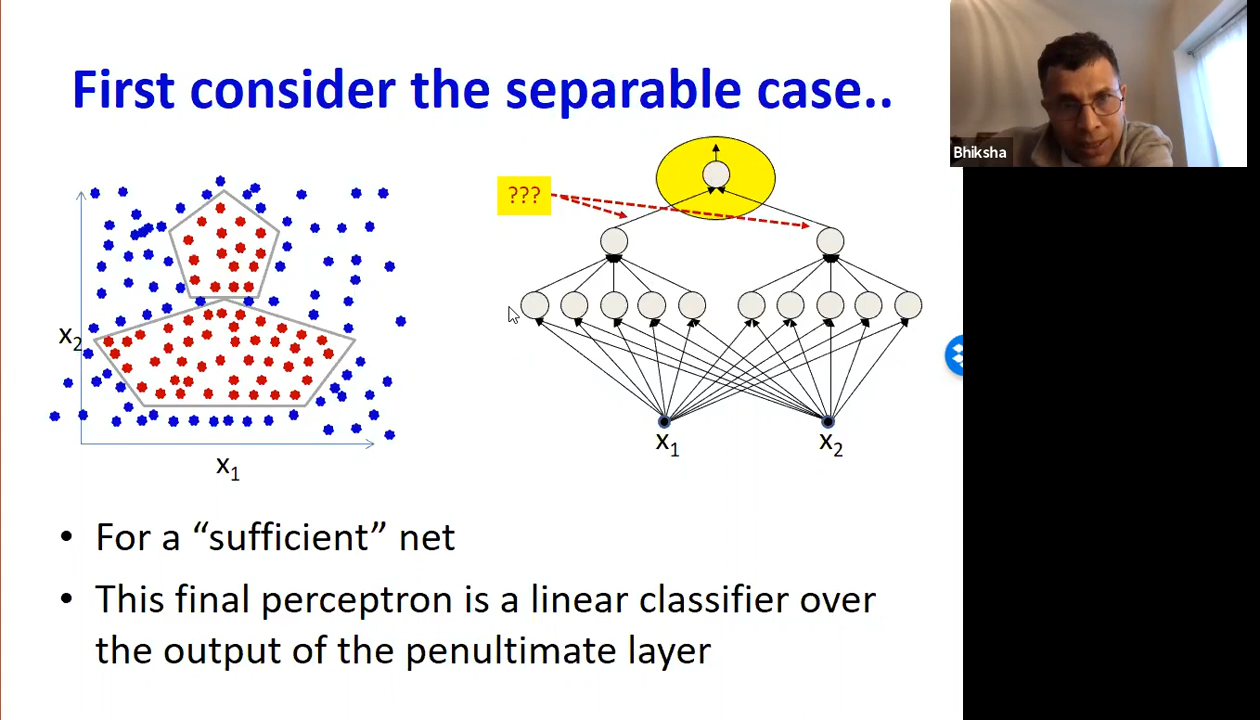 First consider the separable case..
Bhiksha
???
x2
x1
x1
x2
• For a “sufficient” net
• This final perceptron is a linear classifier over
the output of the penultimate layer